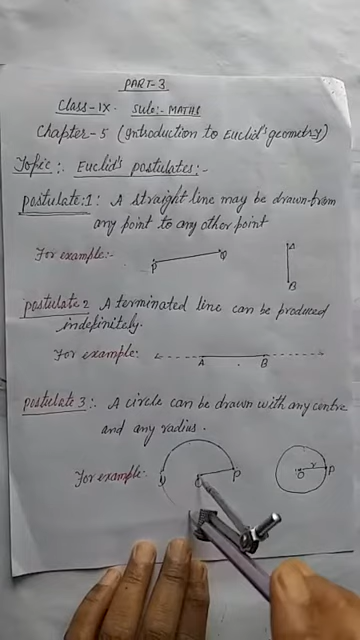 PART-3
Class-IX. Sub:- MATHS
Chapter-5 (Introduction to Euclid's geometry)
Topic:. Euclid's postulates:-
postulate:1: A straight line may be drawn from
any point to any other point
For example:-
P Q A
B
postulate 2 A terminated line can be produced
indefinitely.
For example:
A B
postulate 3:. A circle can be drawn with any centre
and any radius.
For example:
O P O r P